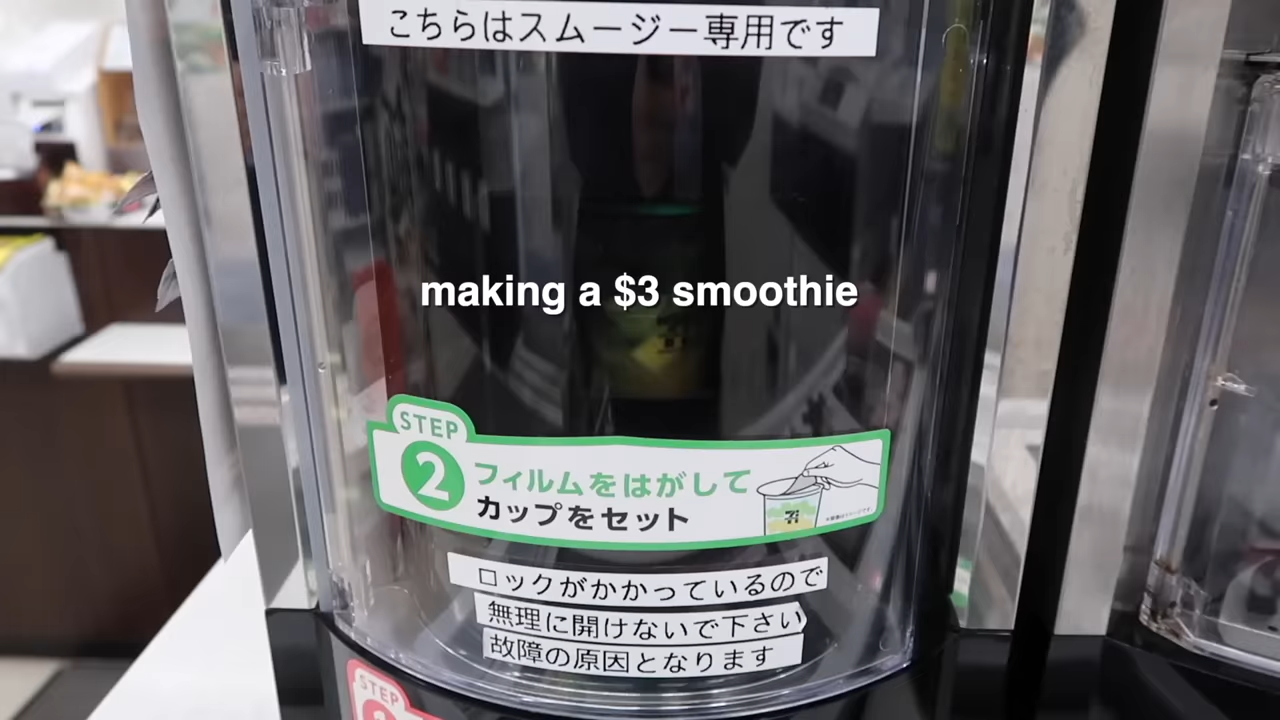 こちらはスムージー専用です
making a $3 smoothie
STEP
2
フィルムをはがして
カップをセット
ロックがかかっているので
無理に開けないで下さい
故障の原因となります
STEP